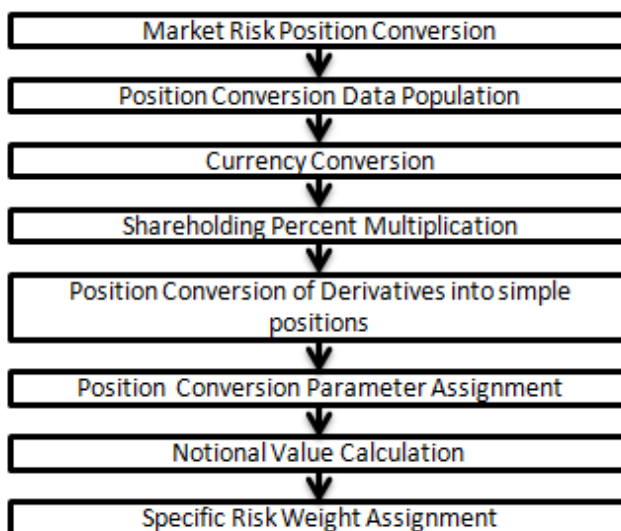 Market Risk Position Conversion
Position Conversion Data Population
Currency Conversion
Shareholding Percent Multiplication
Position Conversion of Derivatives into simple
positions
Position Conversion Parameter Assignment
Notional Value Calculation
Specific Risk Weight Assignment